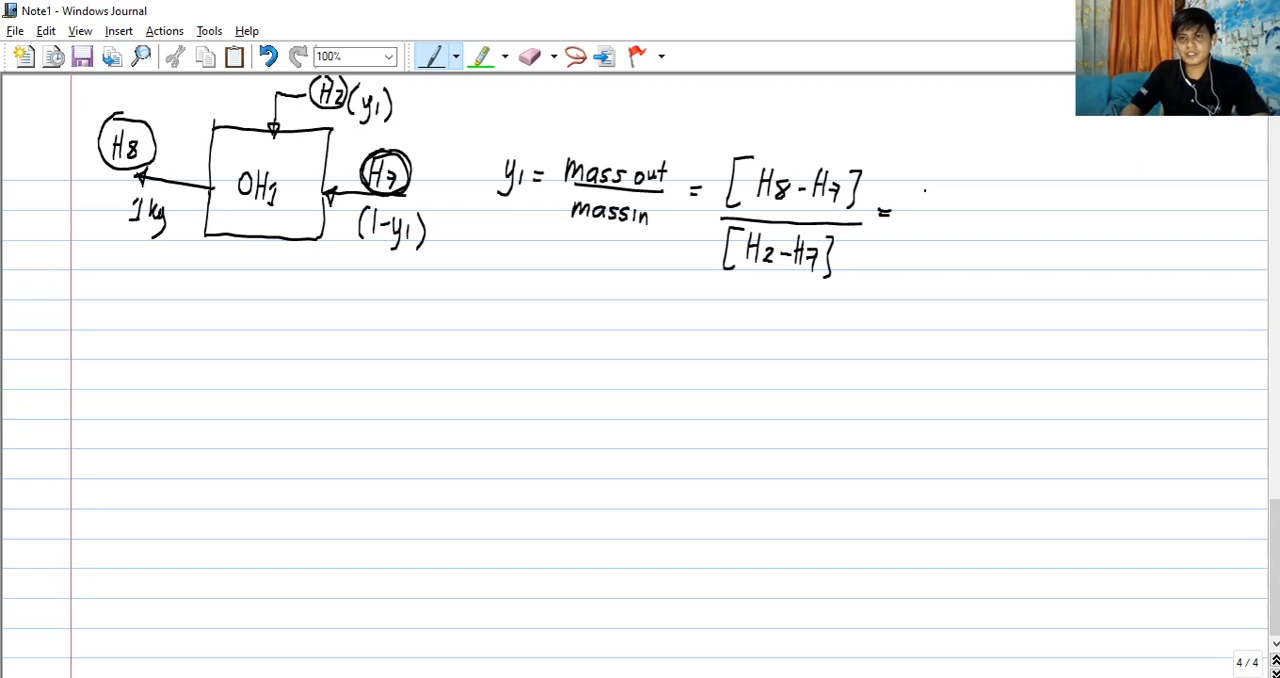 Note1 - Windows Journal
File Edit View Insert Actions Tools Help
100%
(H2) (y1)
H8
OH1
H7
1 kg
(1-y1)
y1 = mass out / mass in = [H8 - H7] / [H2 - H7] =
4 / 4